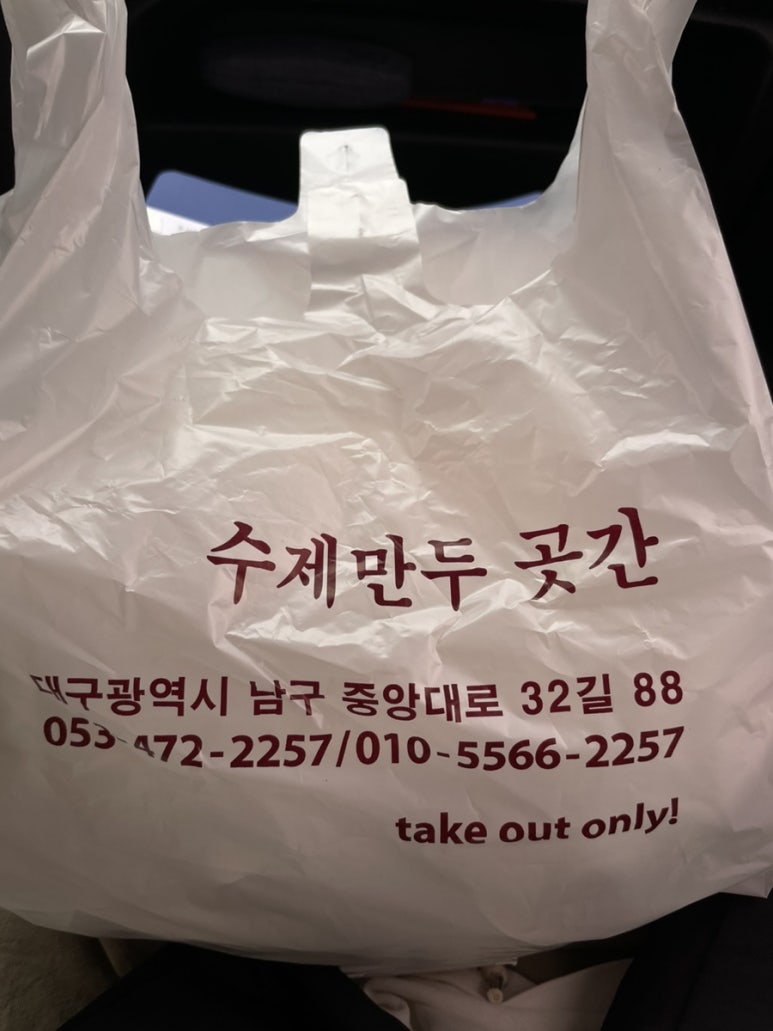 수제만두 곳간
대구광역시 남구 중앙대로 32길 88
053-472-2257/010-5566-2257
take out only!